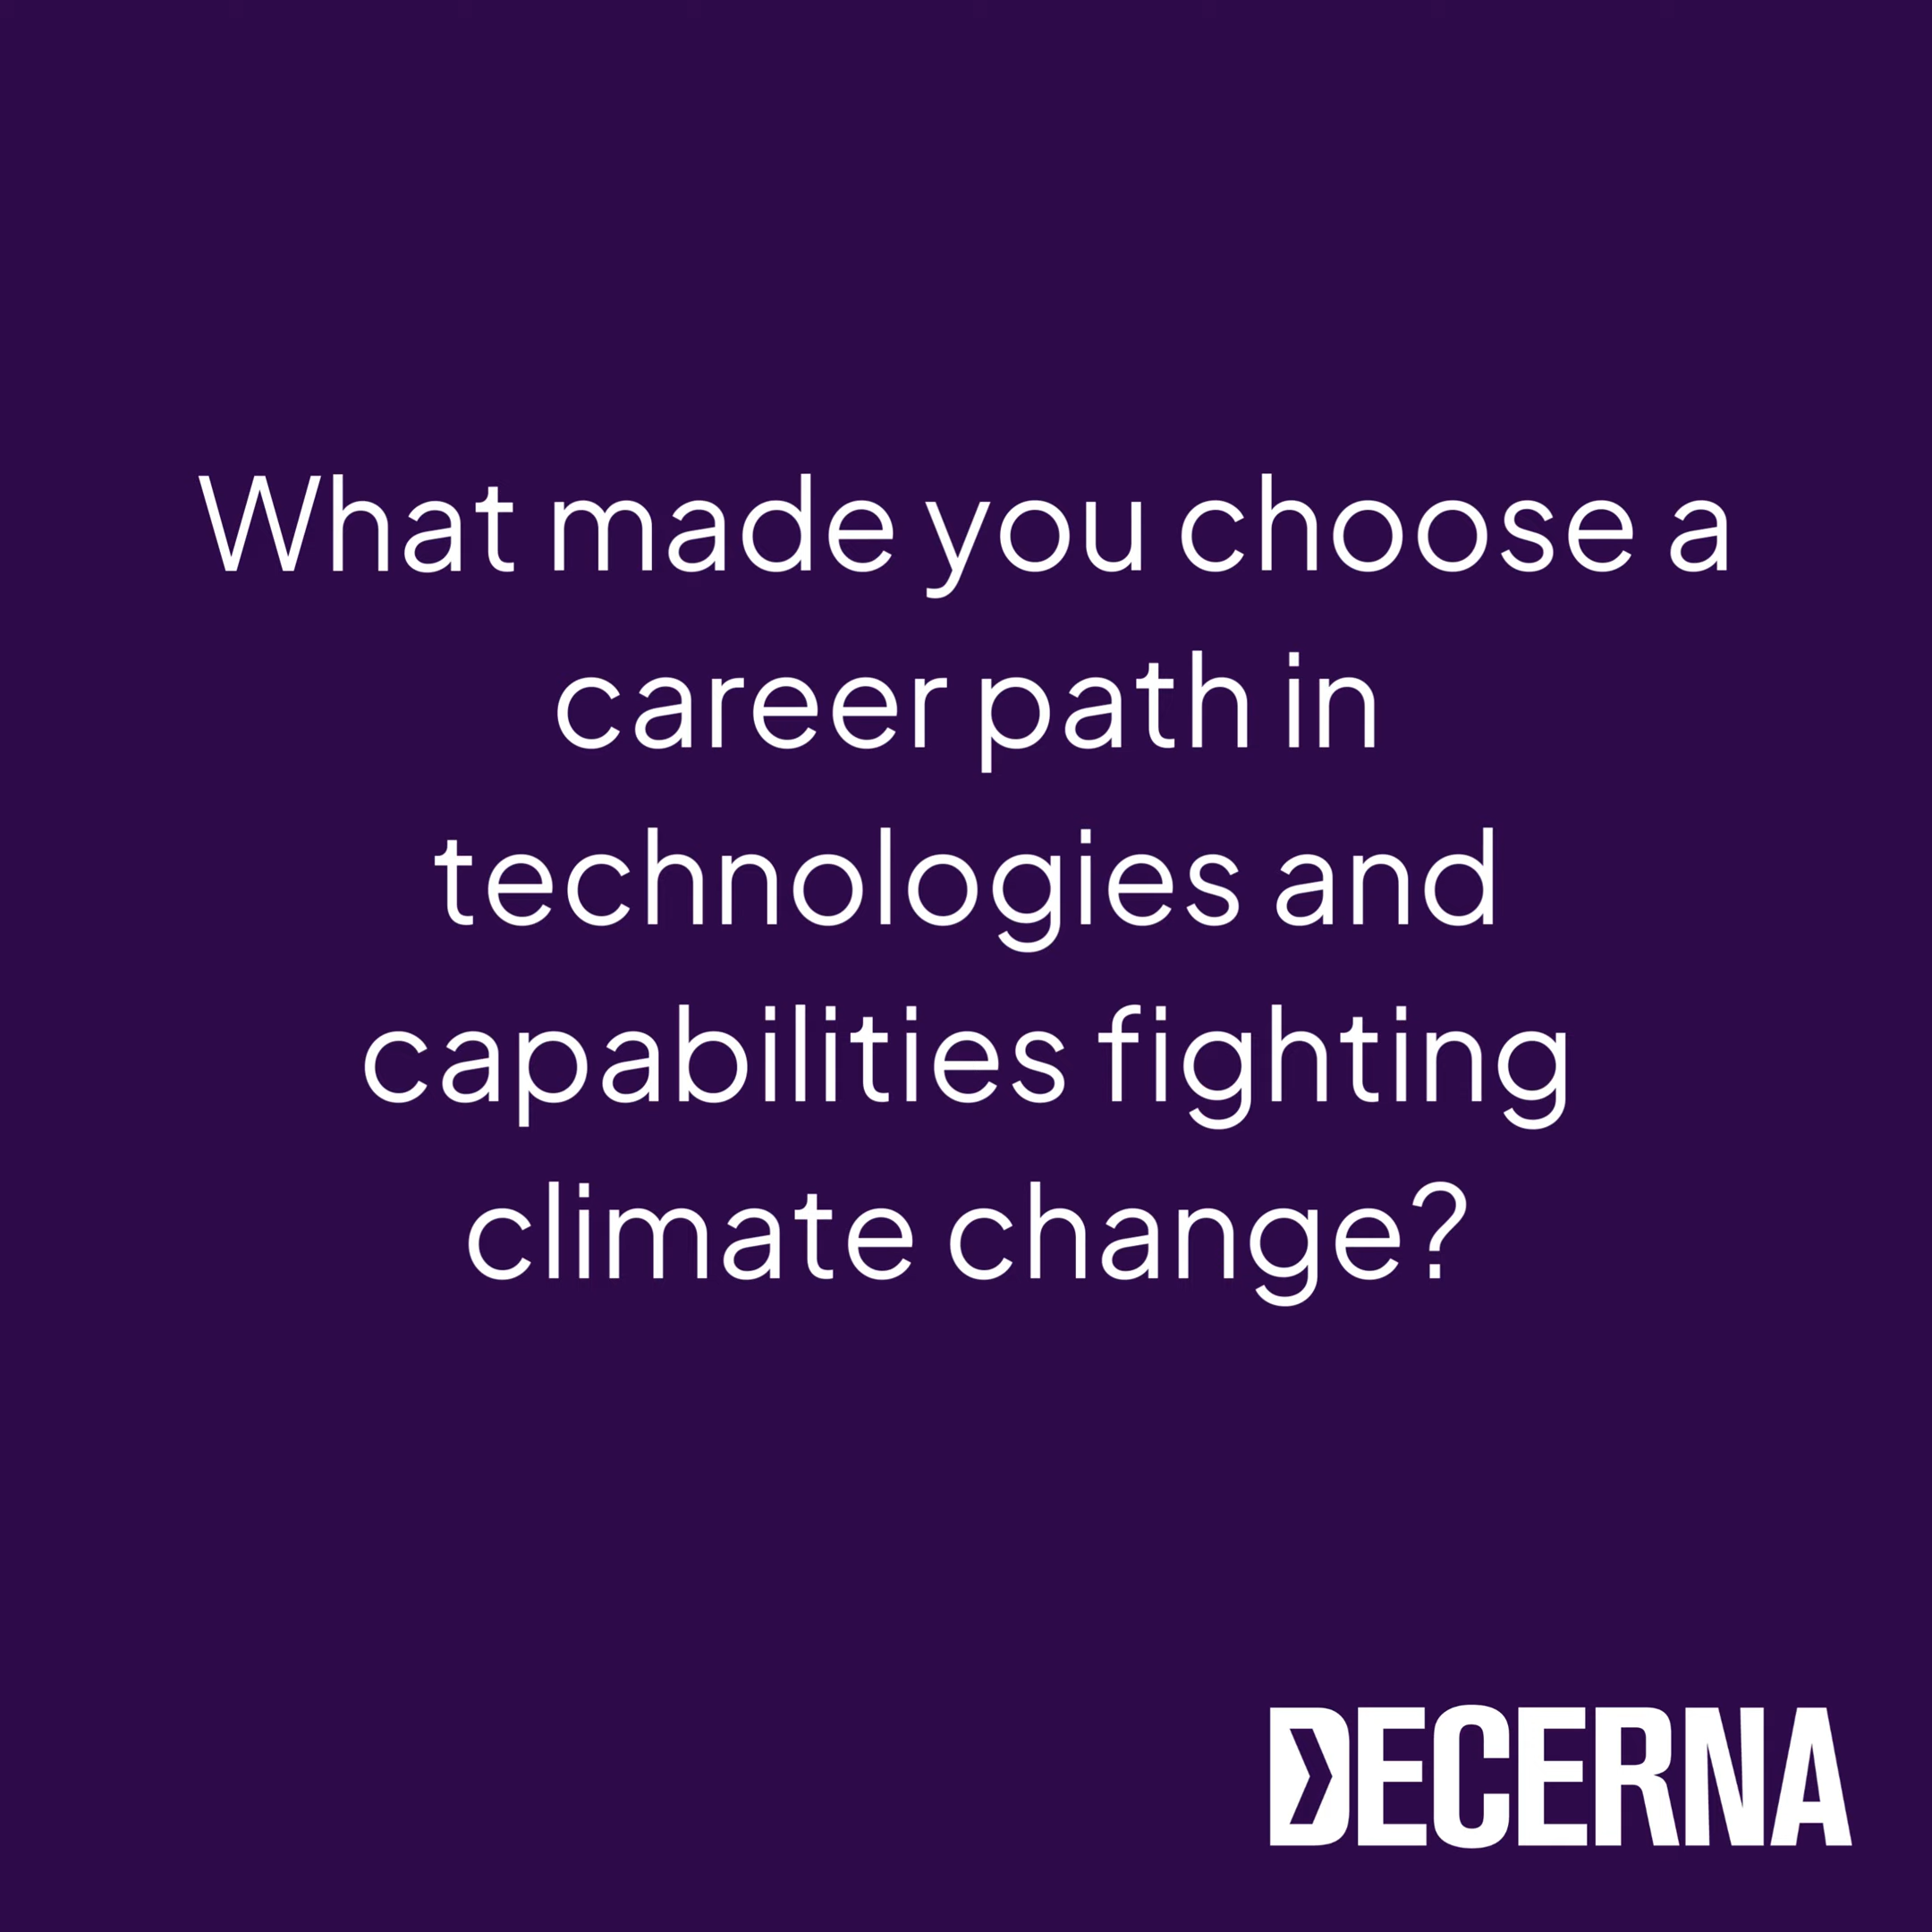 What made you choose a
career path in
technologies and
capabilities fighting
climate change?
DECERNA